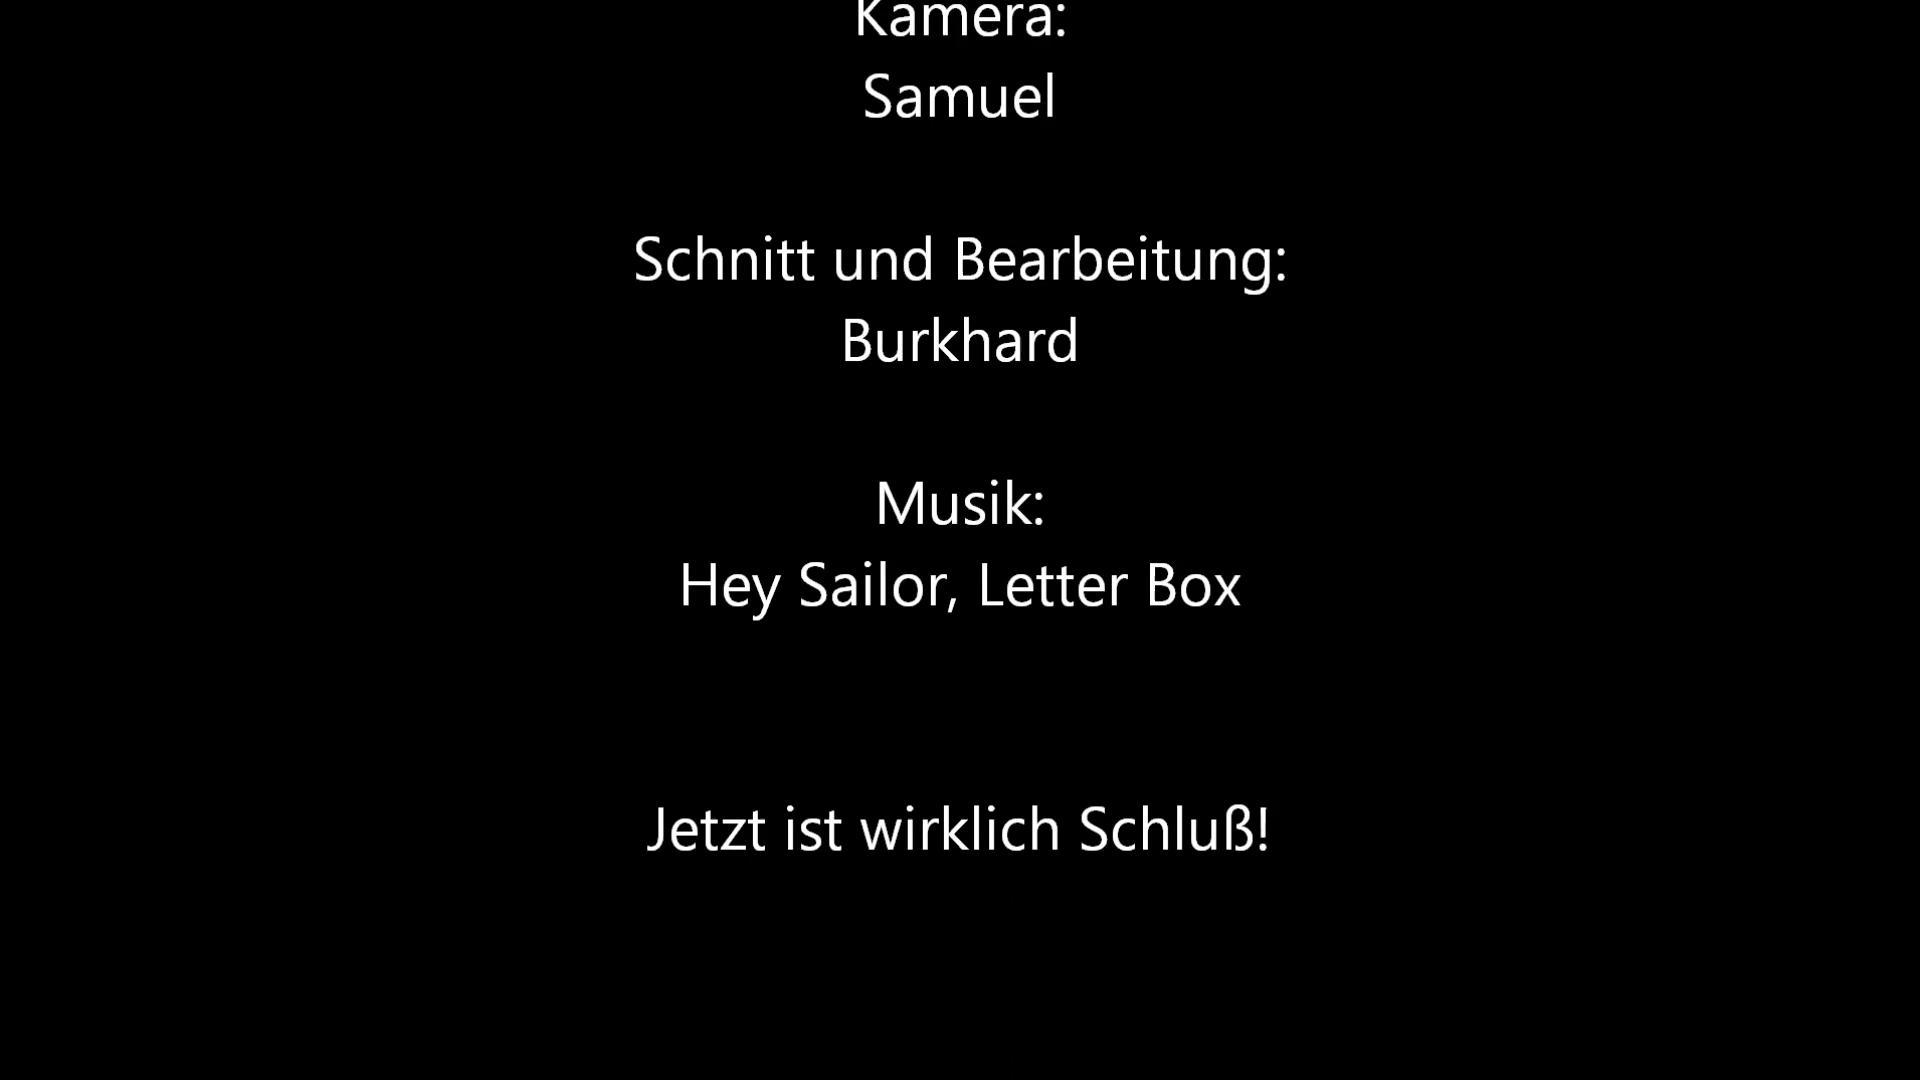 Kamera:
Samuel
Schnitt und Bearbeitung:
Burkhard
Musik:
Hey Sailor, Letter Box
Jetzt ist wirklich Schluß!